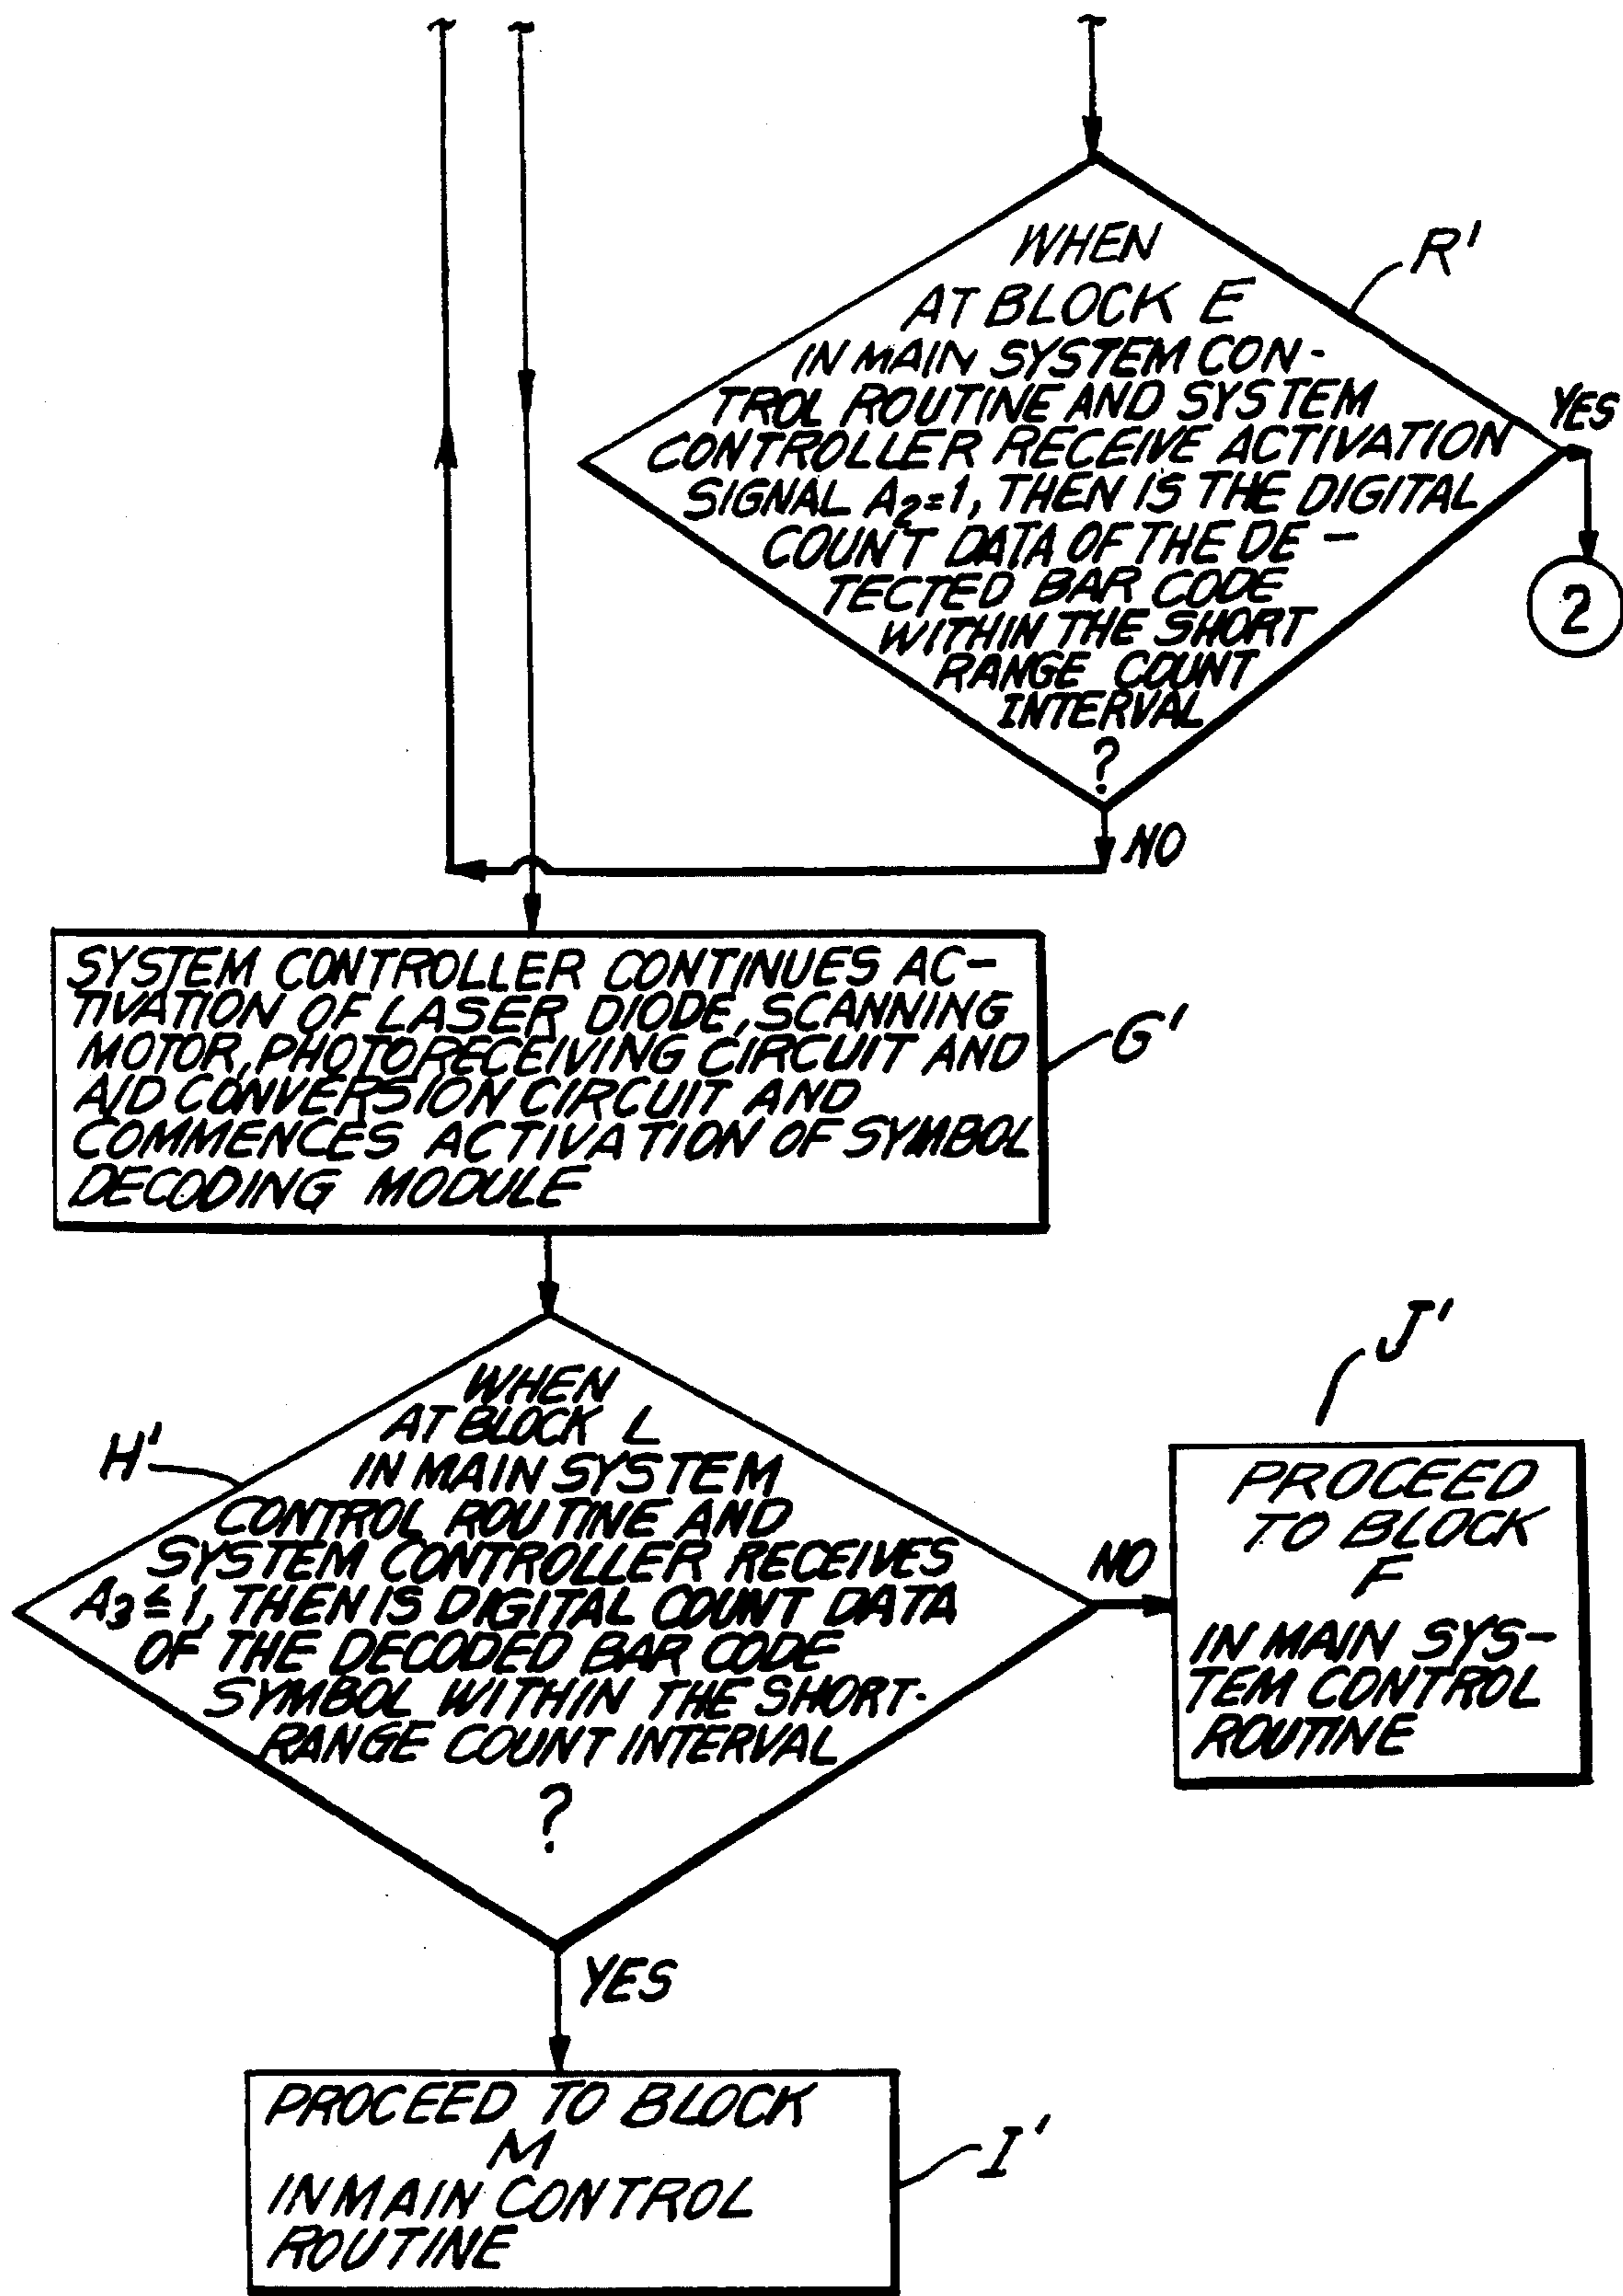 WHEN
AT BLOCK E
IN MAIN SYSTEM CON-
TROL ROUTINE AND SYSTEM
CONTROLLER RECEIVE ACTIVATION
SIGNAL A2=1, THEN IS THE DIGITAL
COUNT DATA OF THE DE-
TECTED BAR CODE
WITHIN THE SHORT
RANGE COUNT
INTERVAL
?
R'
YES
2
NO
SYSTEM CONTROLLER CONTINUES AC-
TIVATION OF LASER DIODE, SCANNING
MOTOR, PHOTORECEIVING CIRCUIT AND
A/D CONVERSION CIRCUIT AND
COMMENCES ACTIVATION OF SYMBOL
DECODING MODULE
G'
H'
WHEN
AT BLOCK L
IN MAIN SYSTEM
CONTROL ROUTINE AND
SYSTEM CONTROLLER RECEIVES
A3≤1, THEN IS DIGITAL COUNT DATA
OF THE DECODED BAR CODE
SYMBOL WITHIN THE SHORT-
RANGE COUNT INTERVAL
?
NO
J'
PROCEED
TO BLOCK
F
IN MAIN SYS-
TEM CONTROL
ROUTINE
YES
PROCEED TO BLOCK
M
IN MAIN CONTROL
ROUTINE
I'